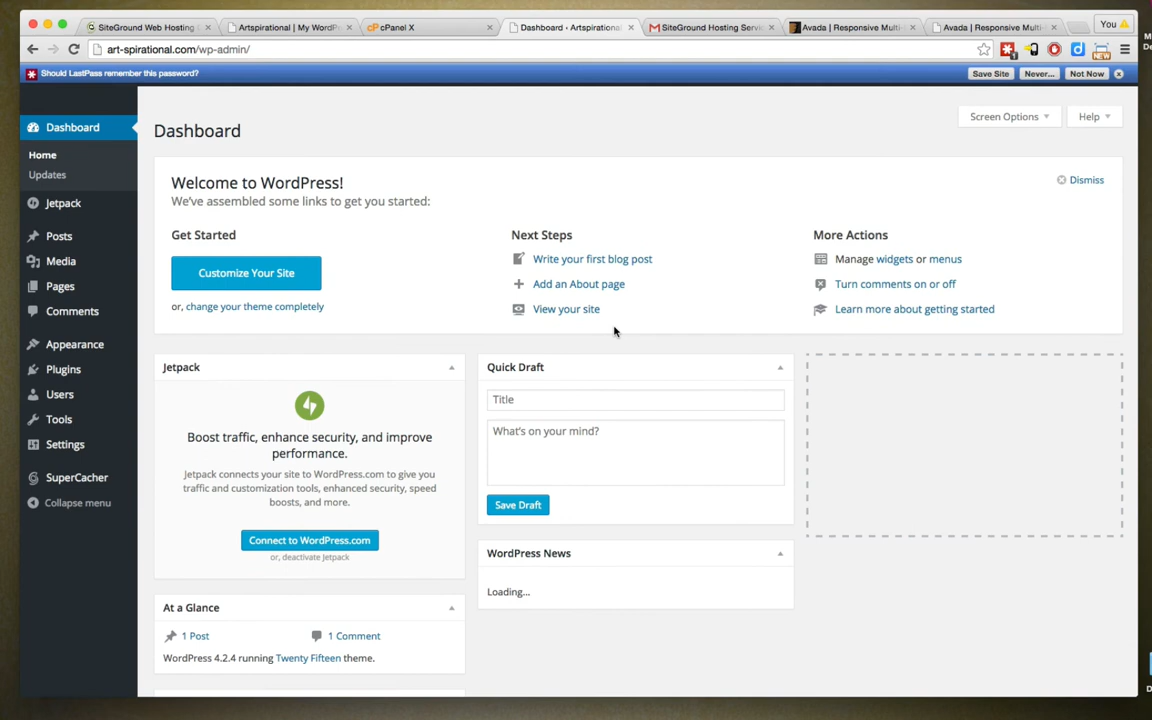 SiteGround Web Hosting
Artspirational | My WordPr
cPanel X
Dashboard - Artspirational
SiteGround Hosting Servic
Avada | Responsive Multi-
Avada | Responsive Multi-
You
art-spirational.com/wp-admin/
NEW
Should LastPass remember this password?
Save Site
Never...
Not Now
Dashboard
Home
Updates
Jetpack
Posts
Media
Pages
Comments
Appearance
Plugins
Users
Tools
Settings
SuperCacher
Collapse menu
Screen Options
Help
Dashboard
Welcome to WordPress!
Dismiss
We've assembled some links to get you started:
Get Started
Customize Your Site
or, change your theme completely
Next Steps
Write your first blog post
Add an About page
View your site
More Actions
Manage widgets or menus
Turn comments on or off
Learn more about getting started
Jetpack
Boost traffic, enhance security, and improve
performance.
Jetpack connects your site to WordPress.com to give you
traffic and customization tools, enhanced security, speed
boosts, and more.
Connect to WordPress.com
or, deactivate Jetpack
At a Glance
1 Post
1 Comment
WordPress 4.2.4 running Twenty Fifteen theme.
Quick Draft
Title
What's on your mind?
Save Draft
WordPress News
Loading...